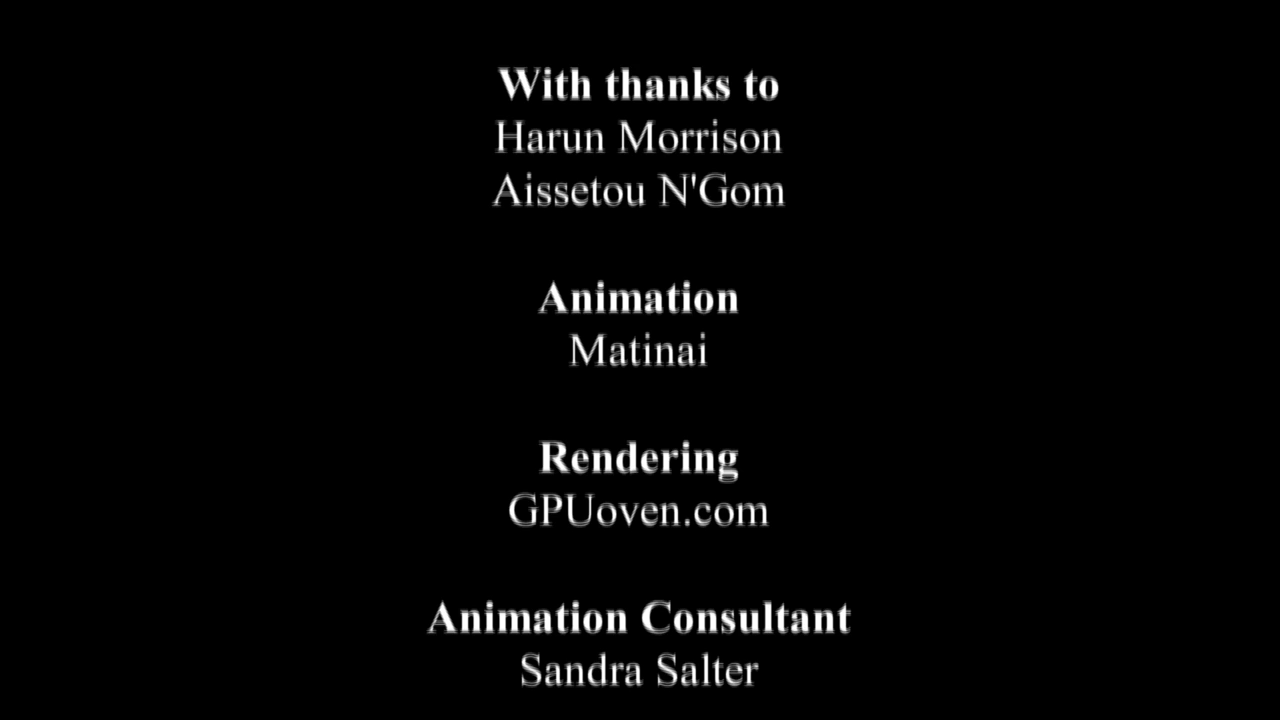 With thanks to
Harun Morrison
Aissetou N'Gom
Animation
Matinai
Rendering
GPUoven.com
Animation Consultant
Sandra Salter